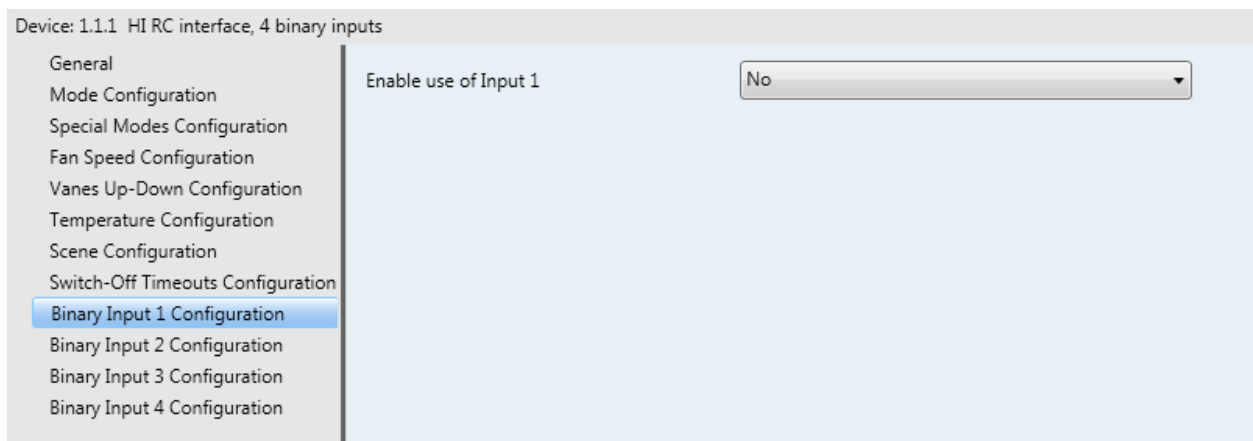 Device: 1.1.1 HI RC interface, 4 binary inputs
General
Mode Configuration
Special Modes Configuration
Fan Speed Configuration
Vanes Up-Down Configuration
Temperature Configuration
Scene Configuration
Switch-Off Timeouts Configuration
Binary Input 1 Configuration
Binary Input 2 Configuration
Binary Input 3 Configuration
Binary Input 4 Configuration
Enable use of Input 1
No